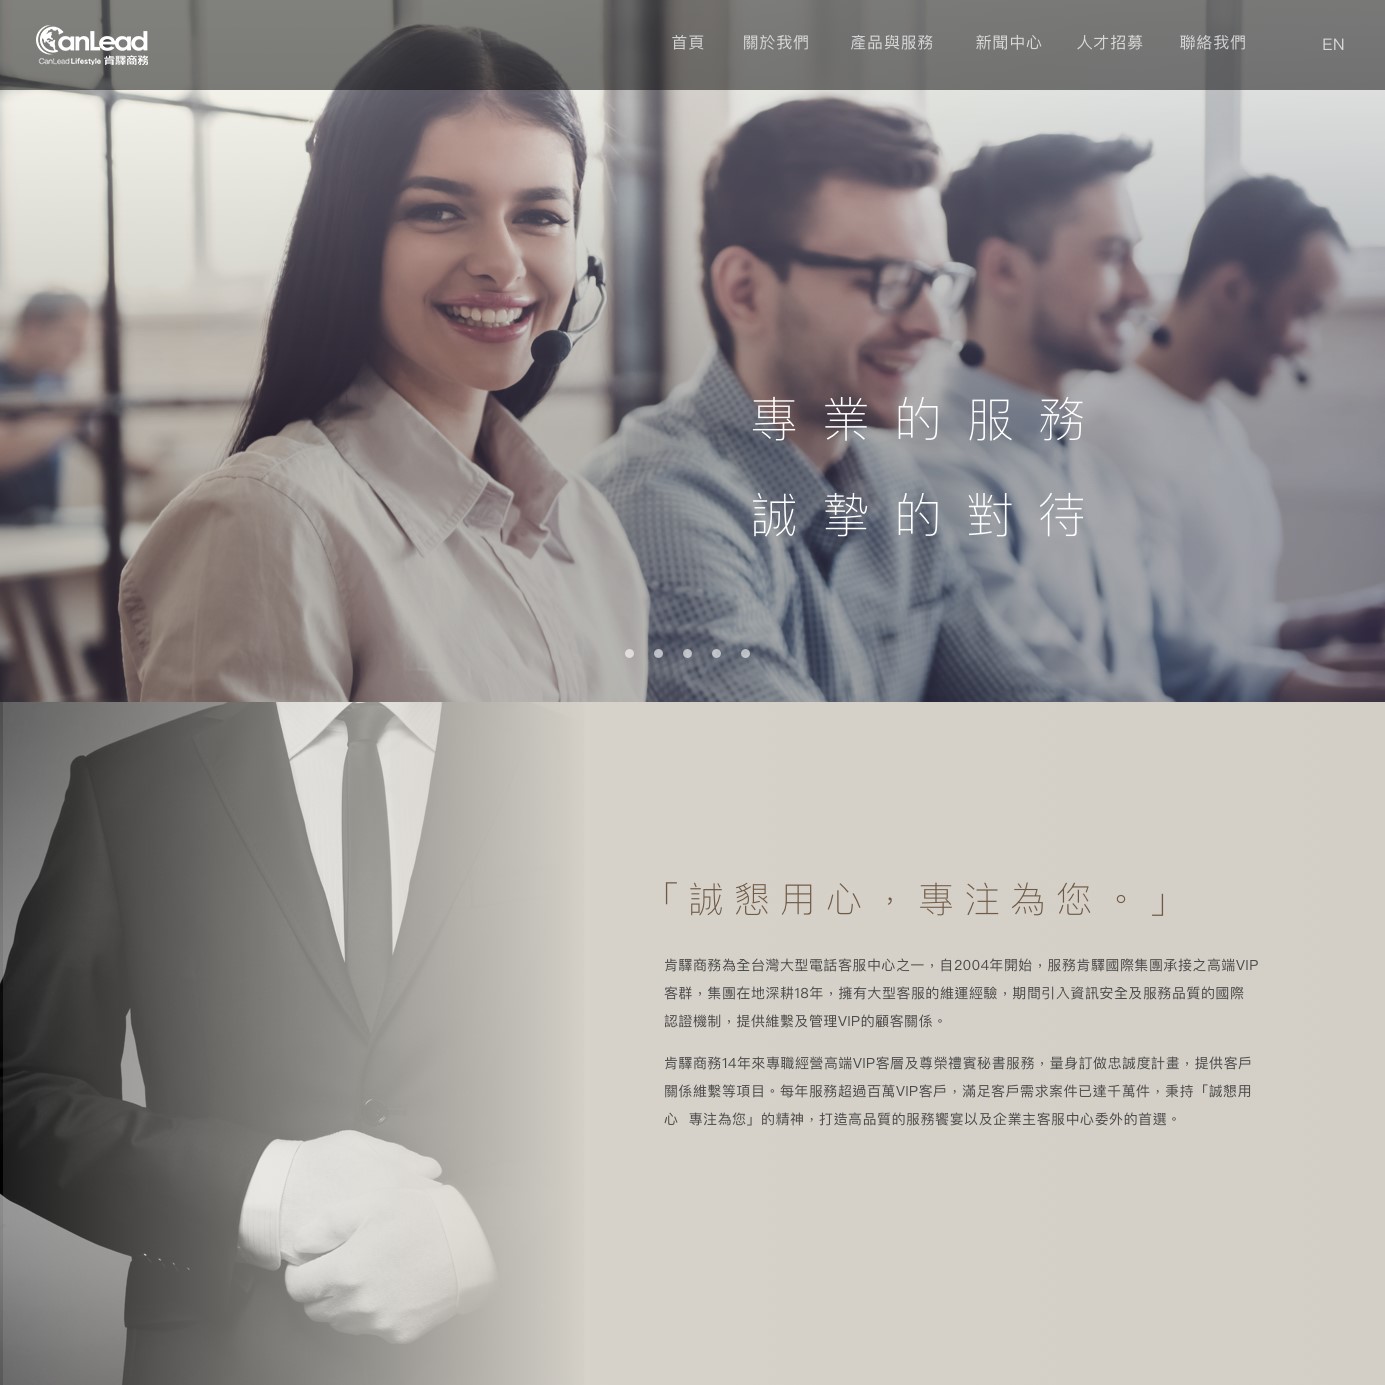 CanLead
CanLead Lifestyle 肯驛商務
首頁 關於我們 產品與服務 新聞中心 人才招募 聯絡我們 EN
專業的服務
誠摯的對待
「誠懇用心，專注為您。」
肯驛商務為全台灣大型電話客服中心之一，自2004年開始，服務肯驛國際集團承接之高端VIP
客群，集團在地深耕18年，擁有大型客服的維運經驗，期間引入資訊安全及服務品質的國際
認證機制，提供維繫及管理VIP的顧客關係。
肯驛商務14年來專職經營高端VIP客層及尊榮禮賓秘書服務，量身訂做忠誠度計畫，提供客戶
關係維繫等項目。每年服務超過百萬VIP客戶，滿足客戶需求案件已達千萬件，秉持「誠懇用
心 專注為您」的精神，打造高品質的服務饗宴以及企業主客服中心委外的首選。